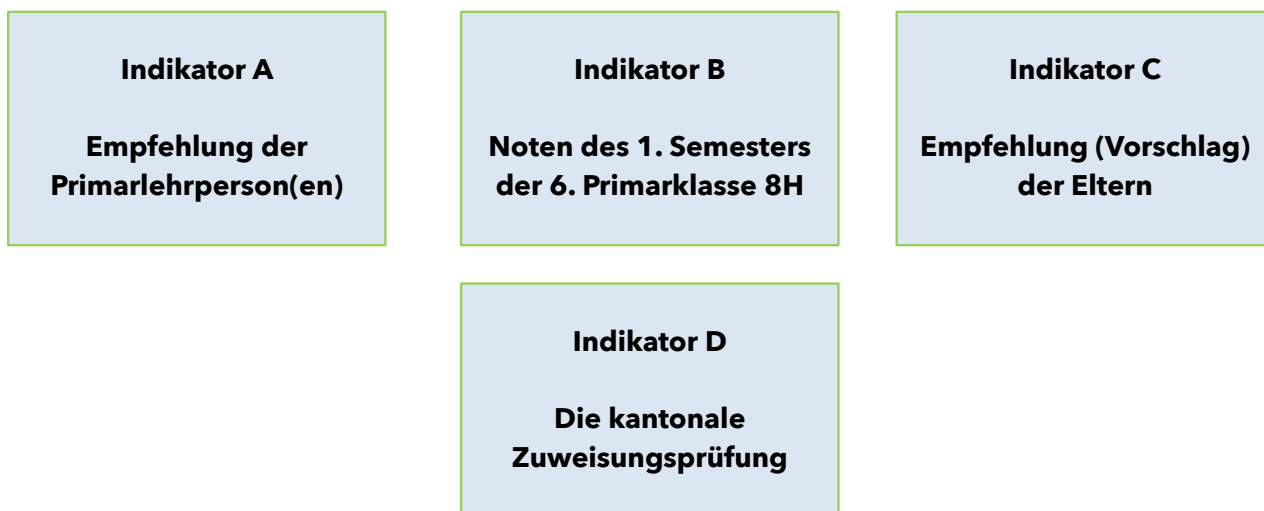 Indikator A
Empfehlung der
Primarlehrperson(en)
Indikator B
Noten des 1. Semesters
der 6. Primarklasse 8H
Indikator C
Empfehlung (Vorschlag)
der Eltern
Indikator D
Die kantonale
Zuweisungsprüfung